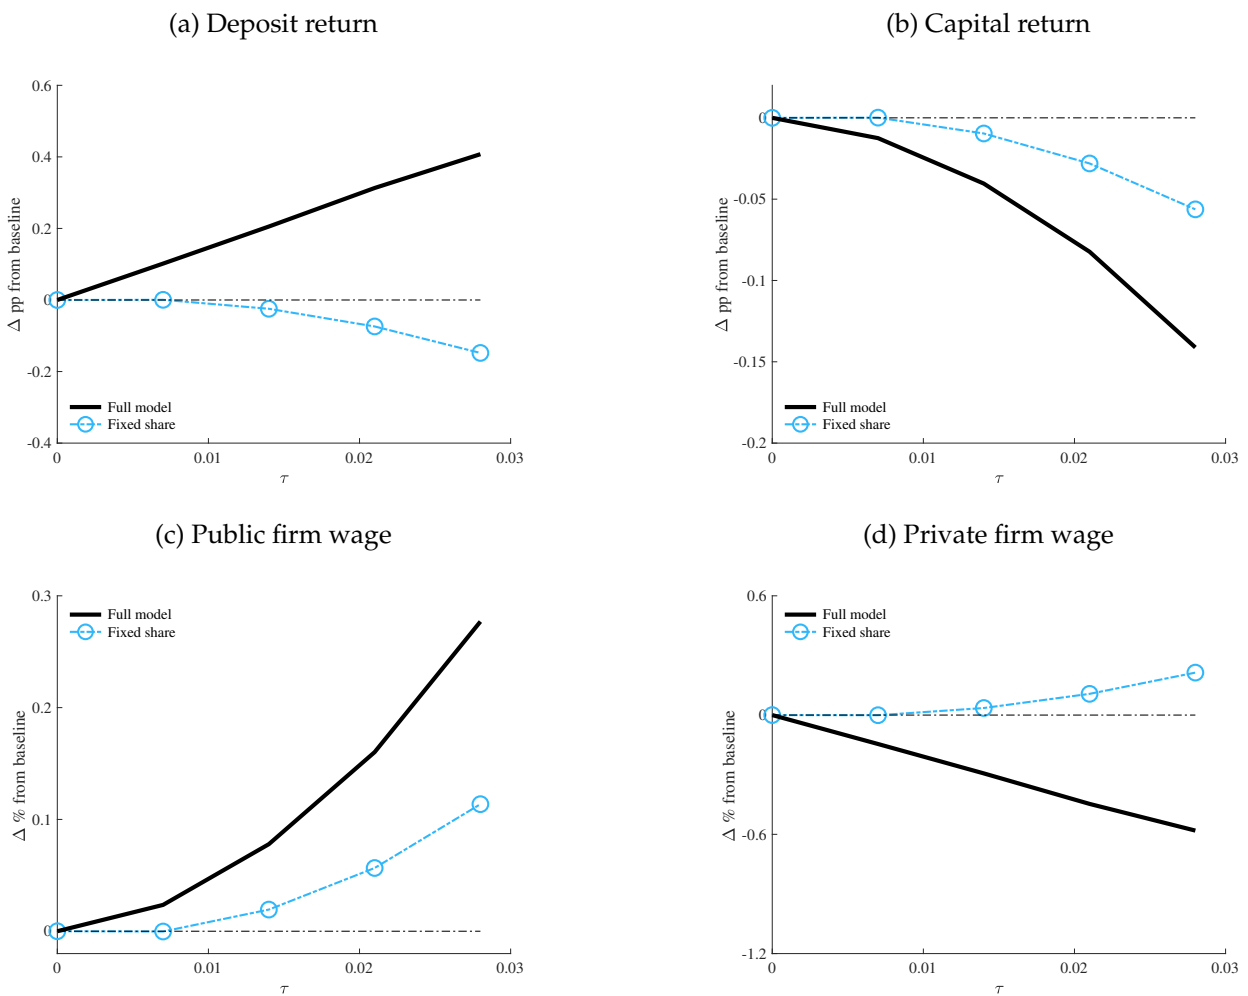 (a) Deposit return
0.6
0.4
0.2
0
-0.2
-0.4
Δ pp from baseline
Full model
Fixed share
0
0.01
0.02
0.03
τ
(b) Capital return
0
-0.05
-0.1
-0.15
-0.2
Δ pp from baseline
Full model
Fixed share
0
0.01
0.02
0.03
τ
(c) Public firm wage
0.3
0.2
0.1
0
Δ % from baseline
Full model
Fixed share
0
0.01
0.02
0.03
τ
(d) Private firm wage
0.6
0
-0.6
-1.2
Δ % from baseline
Full model
Fixed share
0
0.01
0.02
0.03
τ